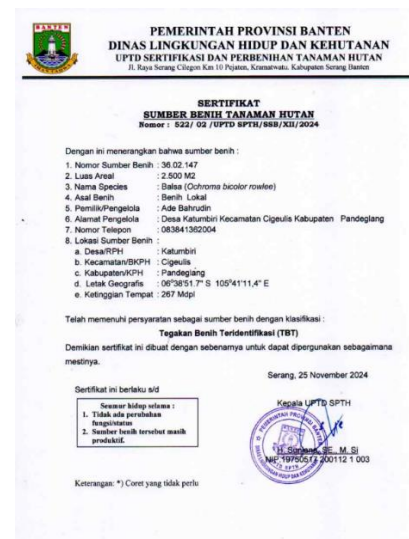 BANTEN
PEMERINTAH PROVINSI BANTEN
DINAS LINGKUNGAN HIDUP DAN KEHUTANAN
UPTD SERTIFIKASI DAN PERBENIHAN TANAMAN HUTAN
Jl. Raya Serang Cilegon Km 10 Pejaten, Kramatwatu. Kabupaten Serang Banten
SERTIFIKAT
SUMBER BENIH TANAMAN HUTAN
Nomor : 522/ 02 /UPTD SPTH/SSB/XII/2024
Dengan ini menerangkan bahwa sumber benih :
1. Nomor Sumber Benih : 36.02.147
2. Luas Areal : 2.500 M2
3. Nama Species : Balsa (Ochroma bicolor rowlee)
4. Asal Benih : Benih Lokal
5. Pemilik/Pengelola : Ade Bahrudin
6. Alamat Pengelola : Desa Katumbiri Kecamatan Cigeulis Kabupaten Pandeglang
7. Nomor Telepon : 083841362004
8. Lokasi Sumber Benih :
a. Desa/RPH : Katumbiri
b. Kecamatan/BKPH : Cigeulis
c. Kabupaten/KPH : Pandeglang
d. Letak Geografis : 06°38'51.7" S 105°41'11,4" E
e. Ketinggian Tempat : 267 Mdpl
Telah memenuhi persyaratan sebagai sumber benih dengan klasifikasi :
Tegakan Benih Teridentifikasi (TBT)
Demikian sertifikat ini dibuat dengan sebenarnya untuk dapat dipergunakan sebagaimana
mestinya.
Serang, 25 November 2024
Sertifikat ini berlaku s/d
Kepala UPTD SPTH
Seumur hidup selama :
1. Tidak ada perubahan
fungsi/status
2. Sumber benih tersebut masih
produktif.
SE., M. Si
NIP. 19750517 200112 1 003
Keterangan: *) Coret yang tidak perlu